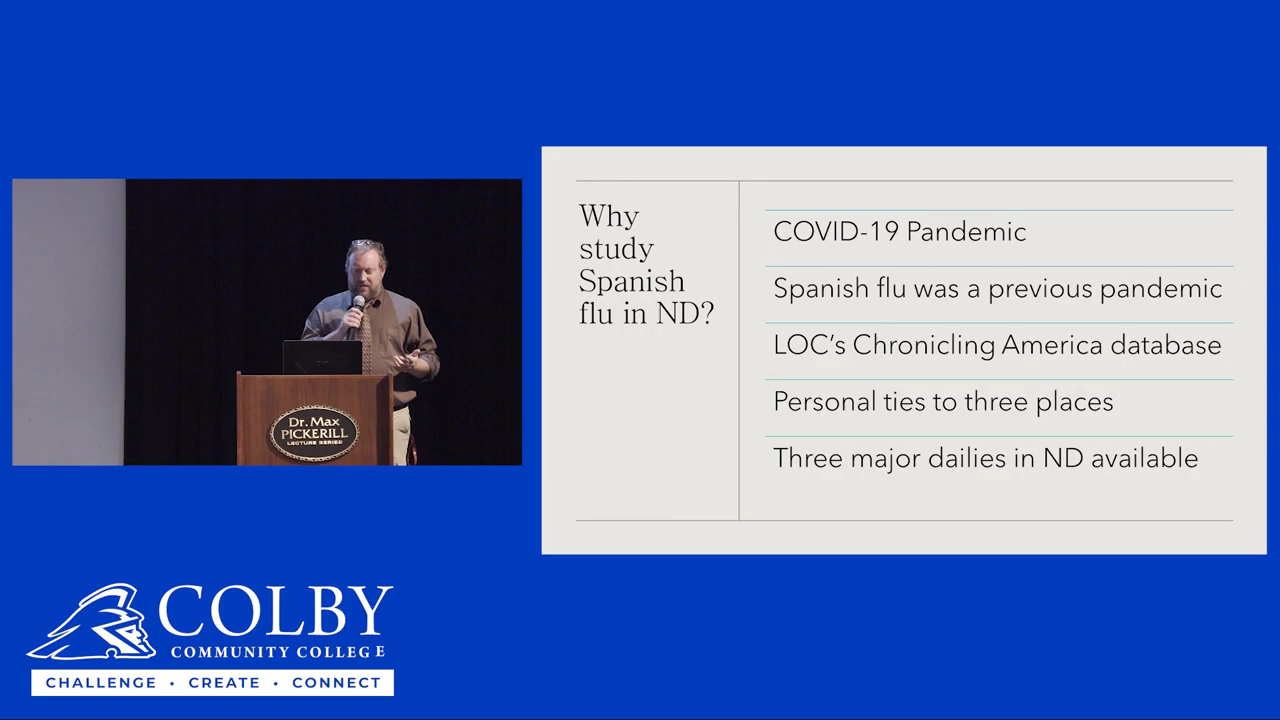 Why
study
Spanish
flu in ND?
COVID-19 Pandemic
Spanish flu was a previous pandemic
LOC’s Chronicling America database
Personal ties to three places
Three major dailies in ND available
Dr. Max
PICKERILL
LECTURE SERIES
COLBY
COMMUNITY COLLEGE
CHALLENGE • CREATE • CONNECT